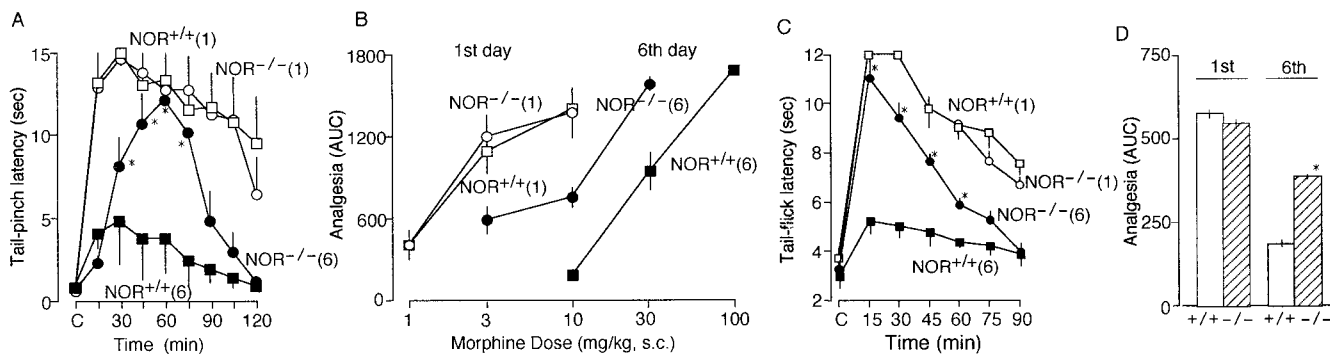 A
Tail-pinch latency (sec)
15
10
5
0
NOR+/+(1)
NOR−/−(1)
NOR−/−(6)
NOR+/+(6)
*
*
*
*
C 30 60 90 120
Time (min)
B
Analgesia (AUC)
1800
1200
600
0
1st day
6th day
NOR−/−(1)
NOR−/−(6)
NOR+/+(1)
NOR+/+(6)
1 3 10 30 100
Morphine Dose (mg/kg, s.c.)
C
Tail-flick latency (sec)
12
10
8
6
4
2
*
*
*
*
NOR+/+(1)
NOR−/−(1)
NOR−/−(6)
NOR+/+(6)
C 15 30 45 60 75 90
Time (min)
D
Analgesia (AUC)
750
500
250
0
1st 6th
*
+/+ −/− +/+ −/−